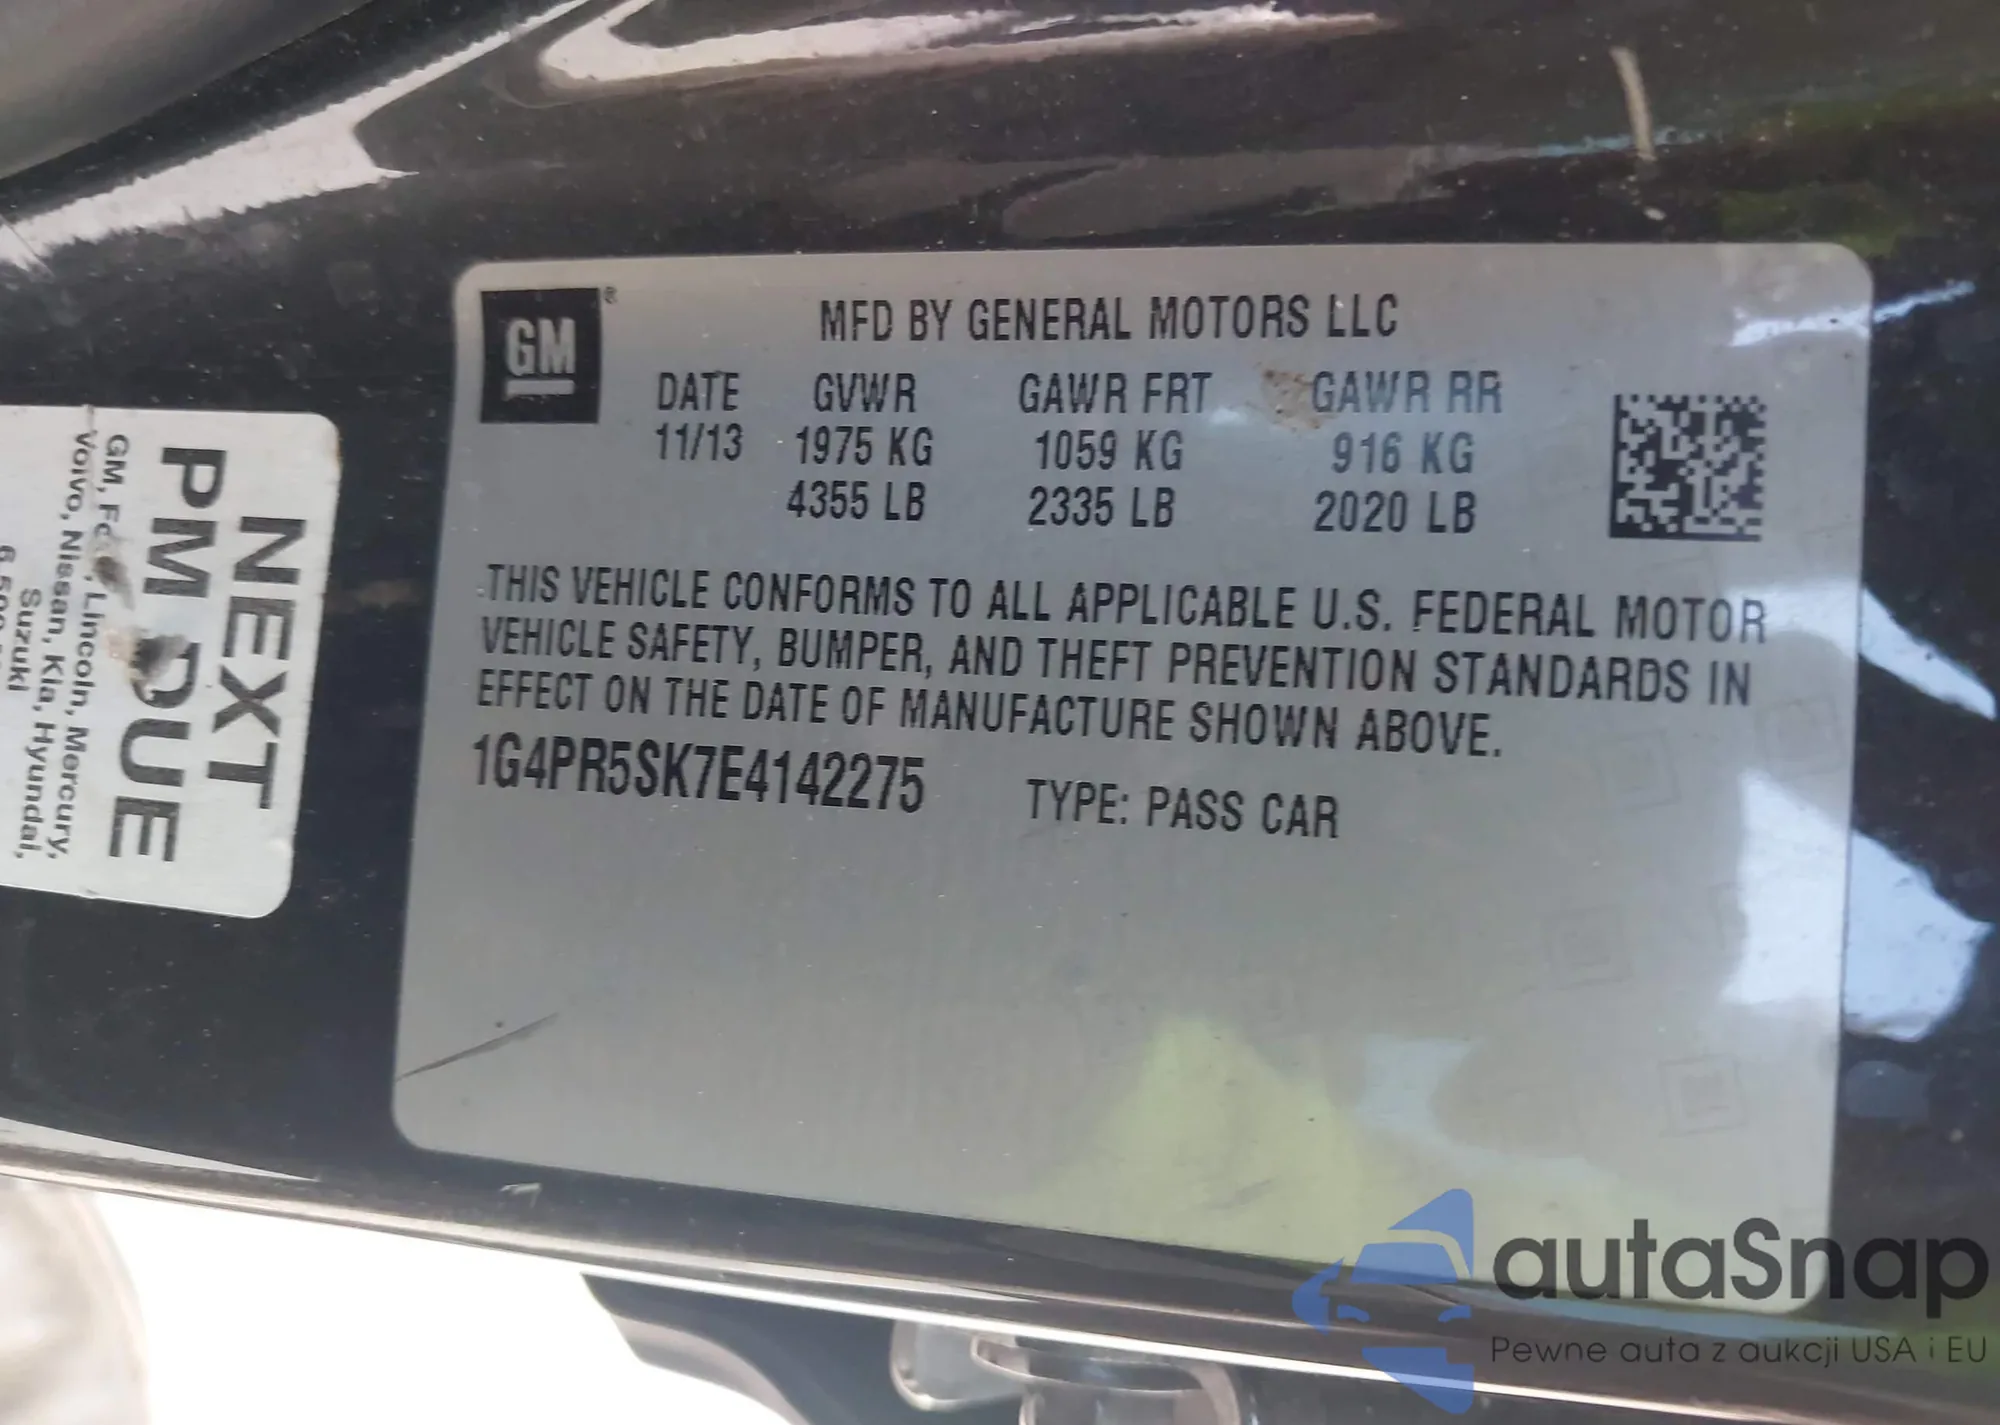 GM ®
MFD BY GENERAL MOTORS LLC
DATE GVWR GAWR FRT GAWR RR
11/13 1975 KG 1059 KG 916 KG
4355 LB 2335 LB 2020 LB
THIS VEHICLE CONFORMS TO ALL APPLICABLE U.S. FEDERAL MOTOR
VEHICLE SAFETY, BUMPER, AND THEFT PREVENTION STANDARDS IN
EFFECT ON THE DATE OF MANUFACTURE SHOWN ABOVE.
1G4PR5SK7E4142275 TYPE: PASS CAR
NEXT
PM DUE
GM, Lincoln, Mercury,
Volvo, Nissan, Kia, Hyundai,
Suzuki
autaSnap
Pewne auta z aukcji USA i EU